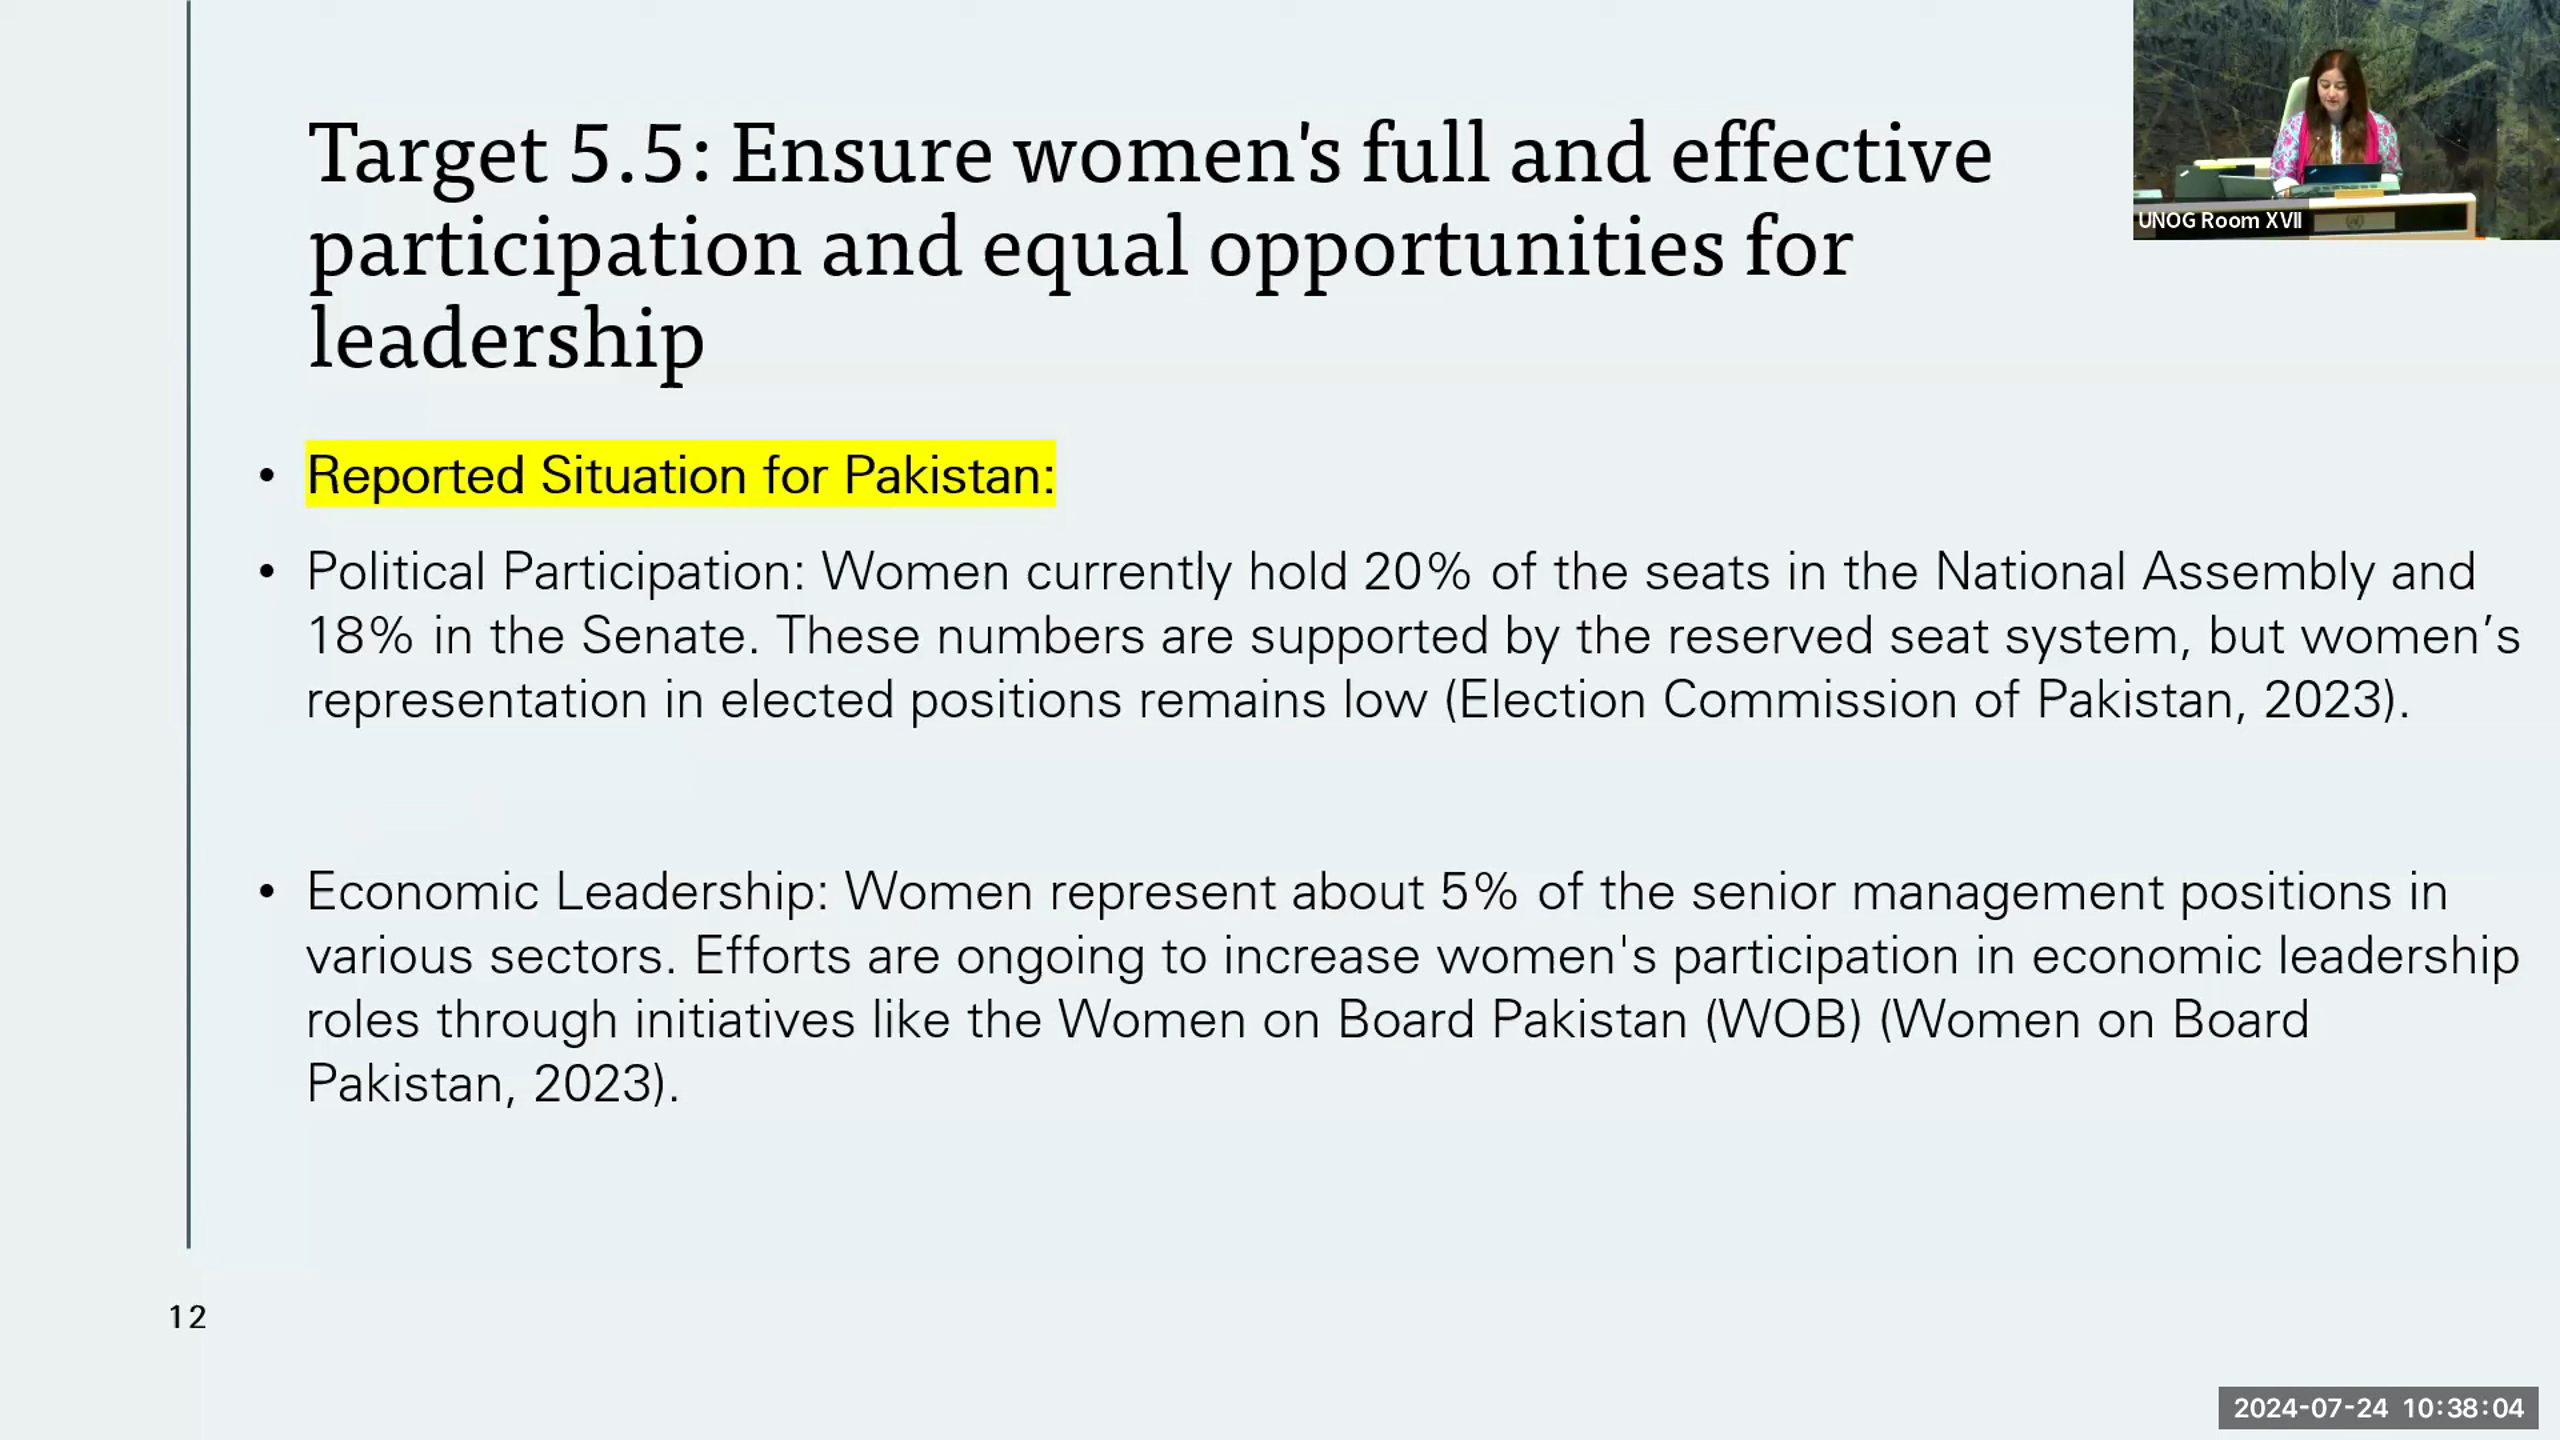 Target 5.5: Ensure women's full and effective
participation and equal opportunities for
leadership
UNOG Room XVII
• Reported Situation for Pakistan:
• Political Participation: Women currently hold 20% of the seats in the National Assembly and
18% in the Senate. These numbers are supported by the reserved seat system, but women’s
representation in elected positions remains low (Election Commission of Pakistan, 2023).
• Economic Leadership: Women represent about 5% of the senior management positions in
various sectors. Efforts are ongoing to increase women's participation in economic leadership
roles through initiatives like the Women on Board Pakistan (WOB) (Women on Board
Pakistan, 2023).
12
2024-07-24 10:38:04